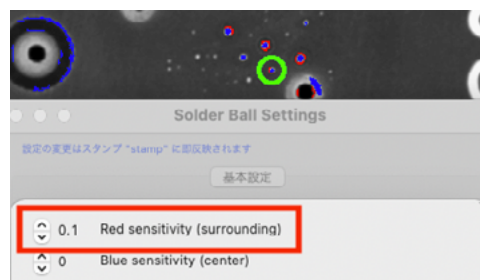 Solder Ball Settings
設定の変更はスタンプ "stamp" に即反映されます
基本設定
0.1 Red sensitivity (surrounding)
0 Blue sensitivity (center)